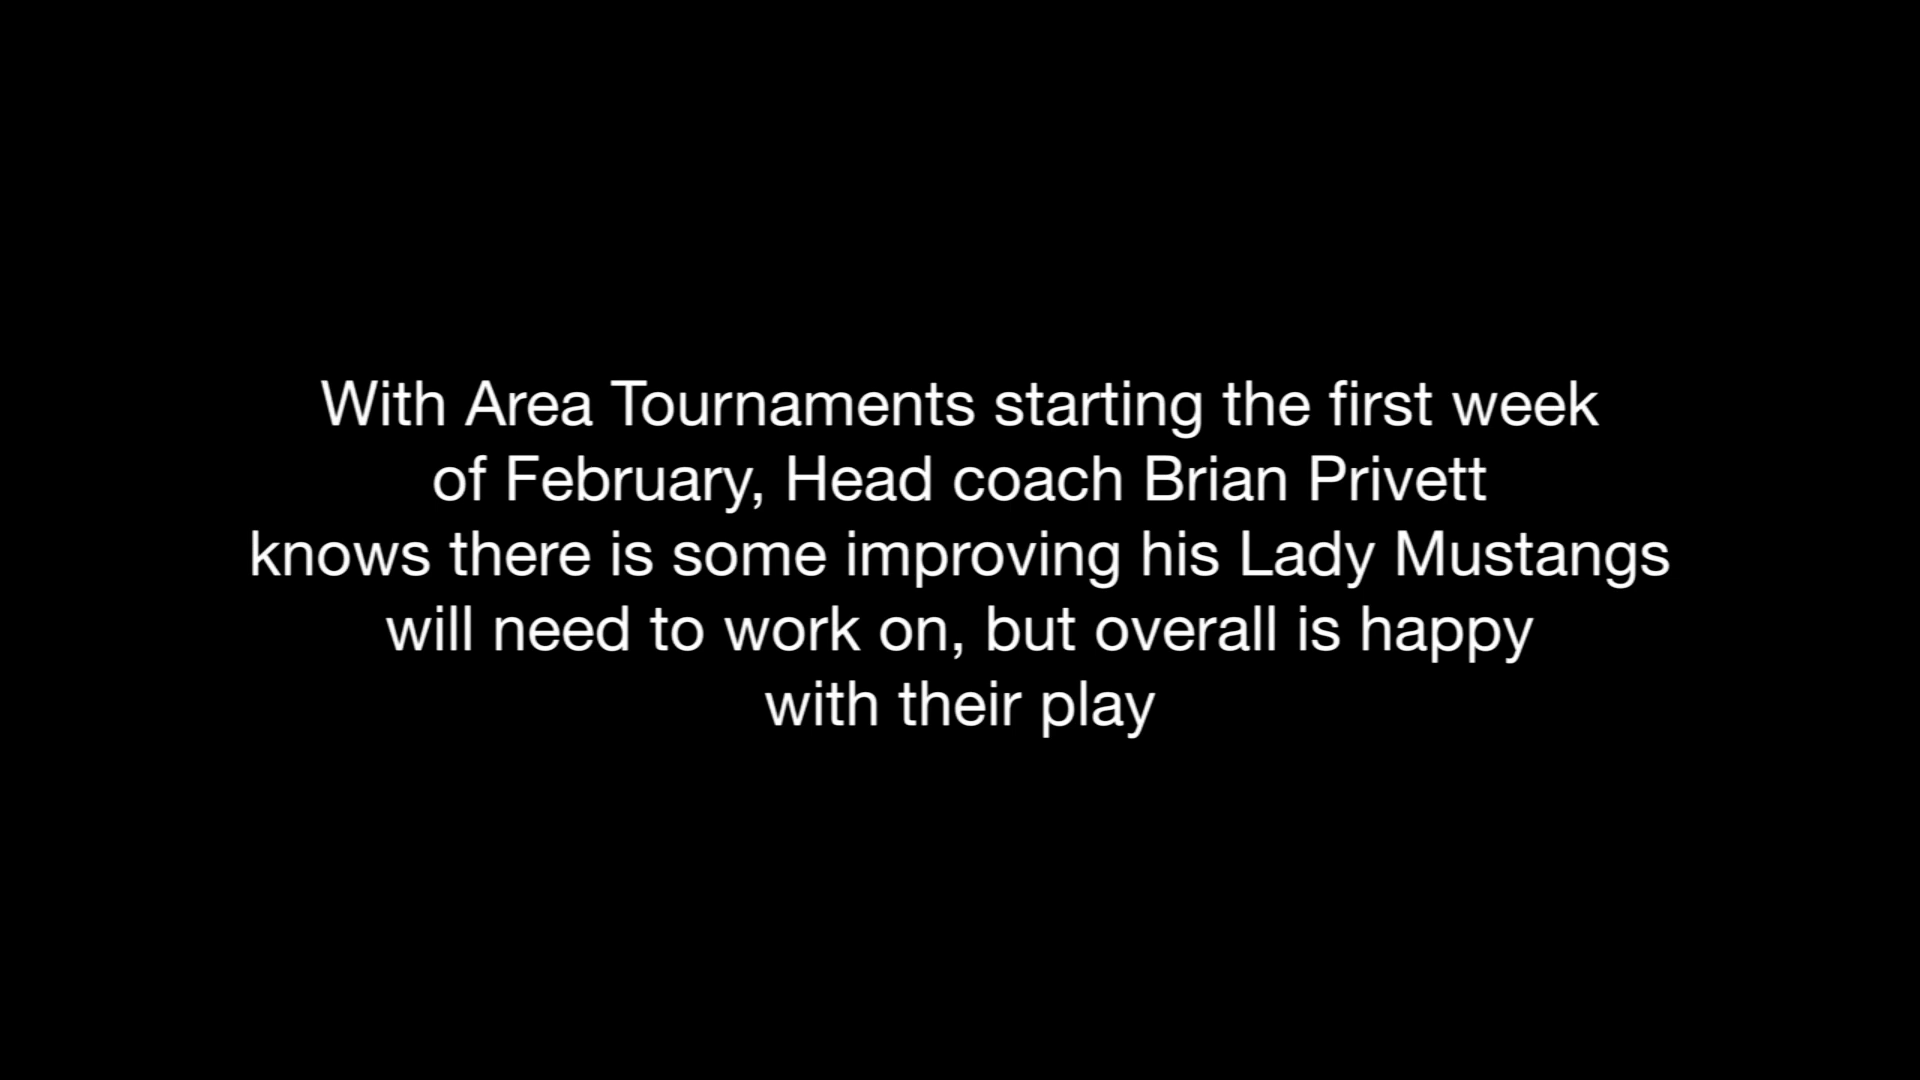 With Area Tournaments starting the first week
of February, Head coach Brian Privett
knows there is some improving his Lady Mustangs
will need to work on, but overall is happy
with their play